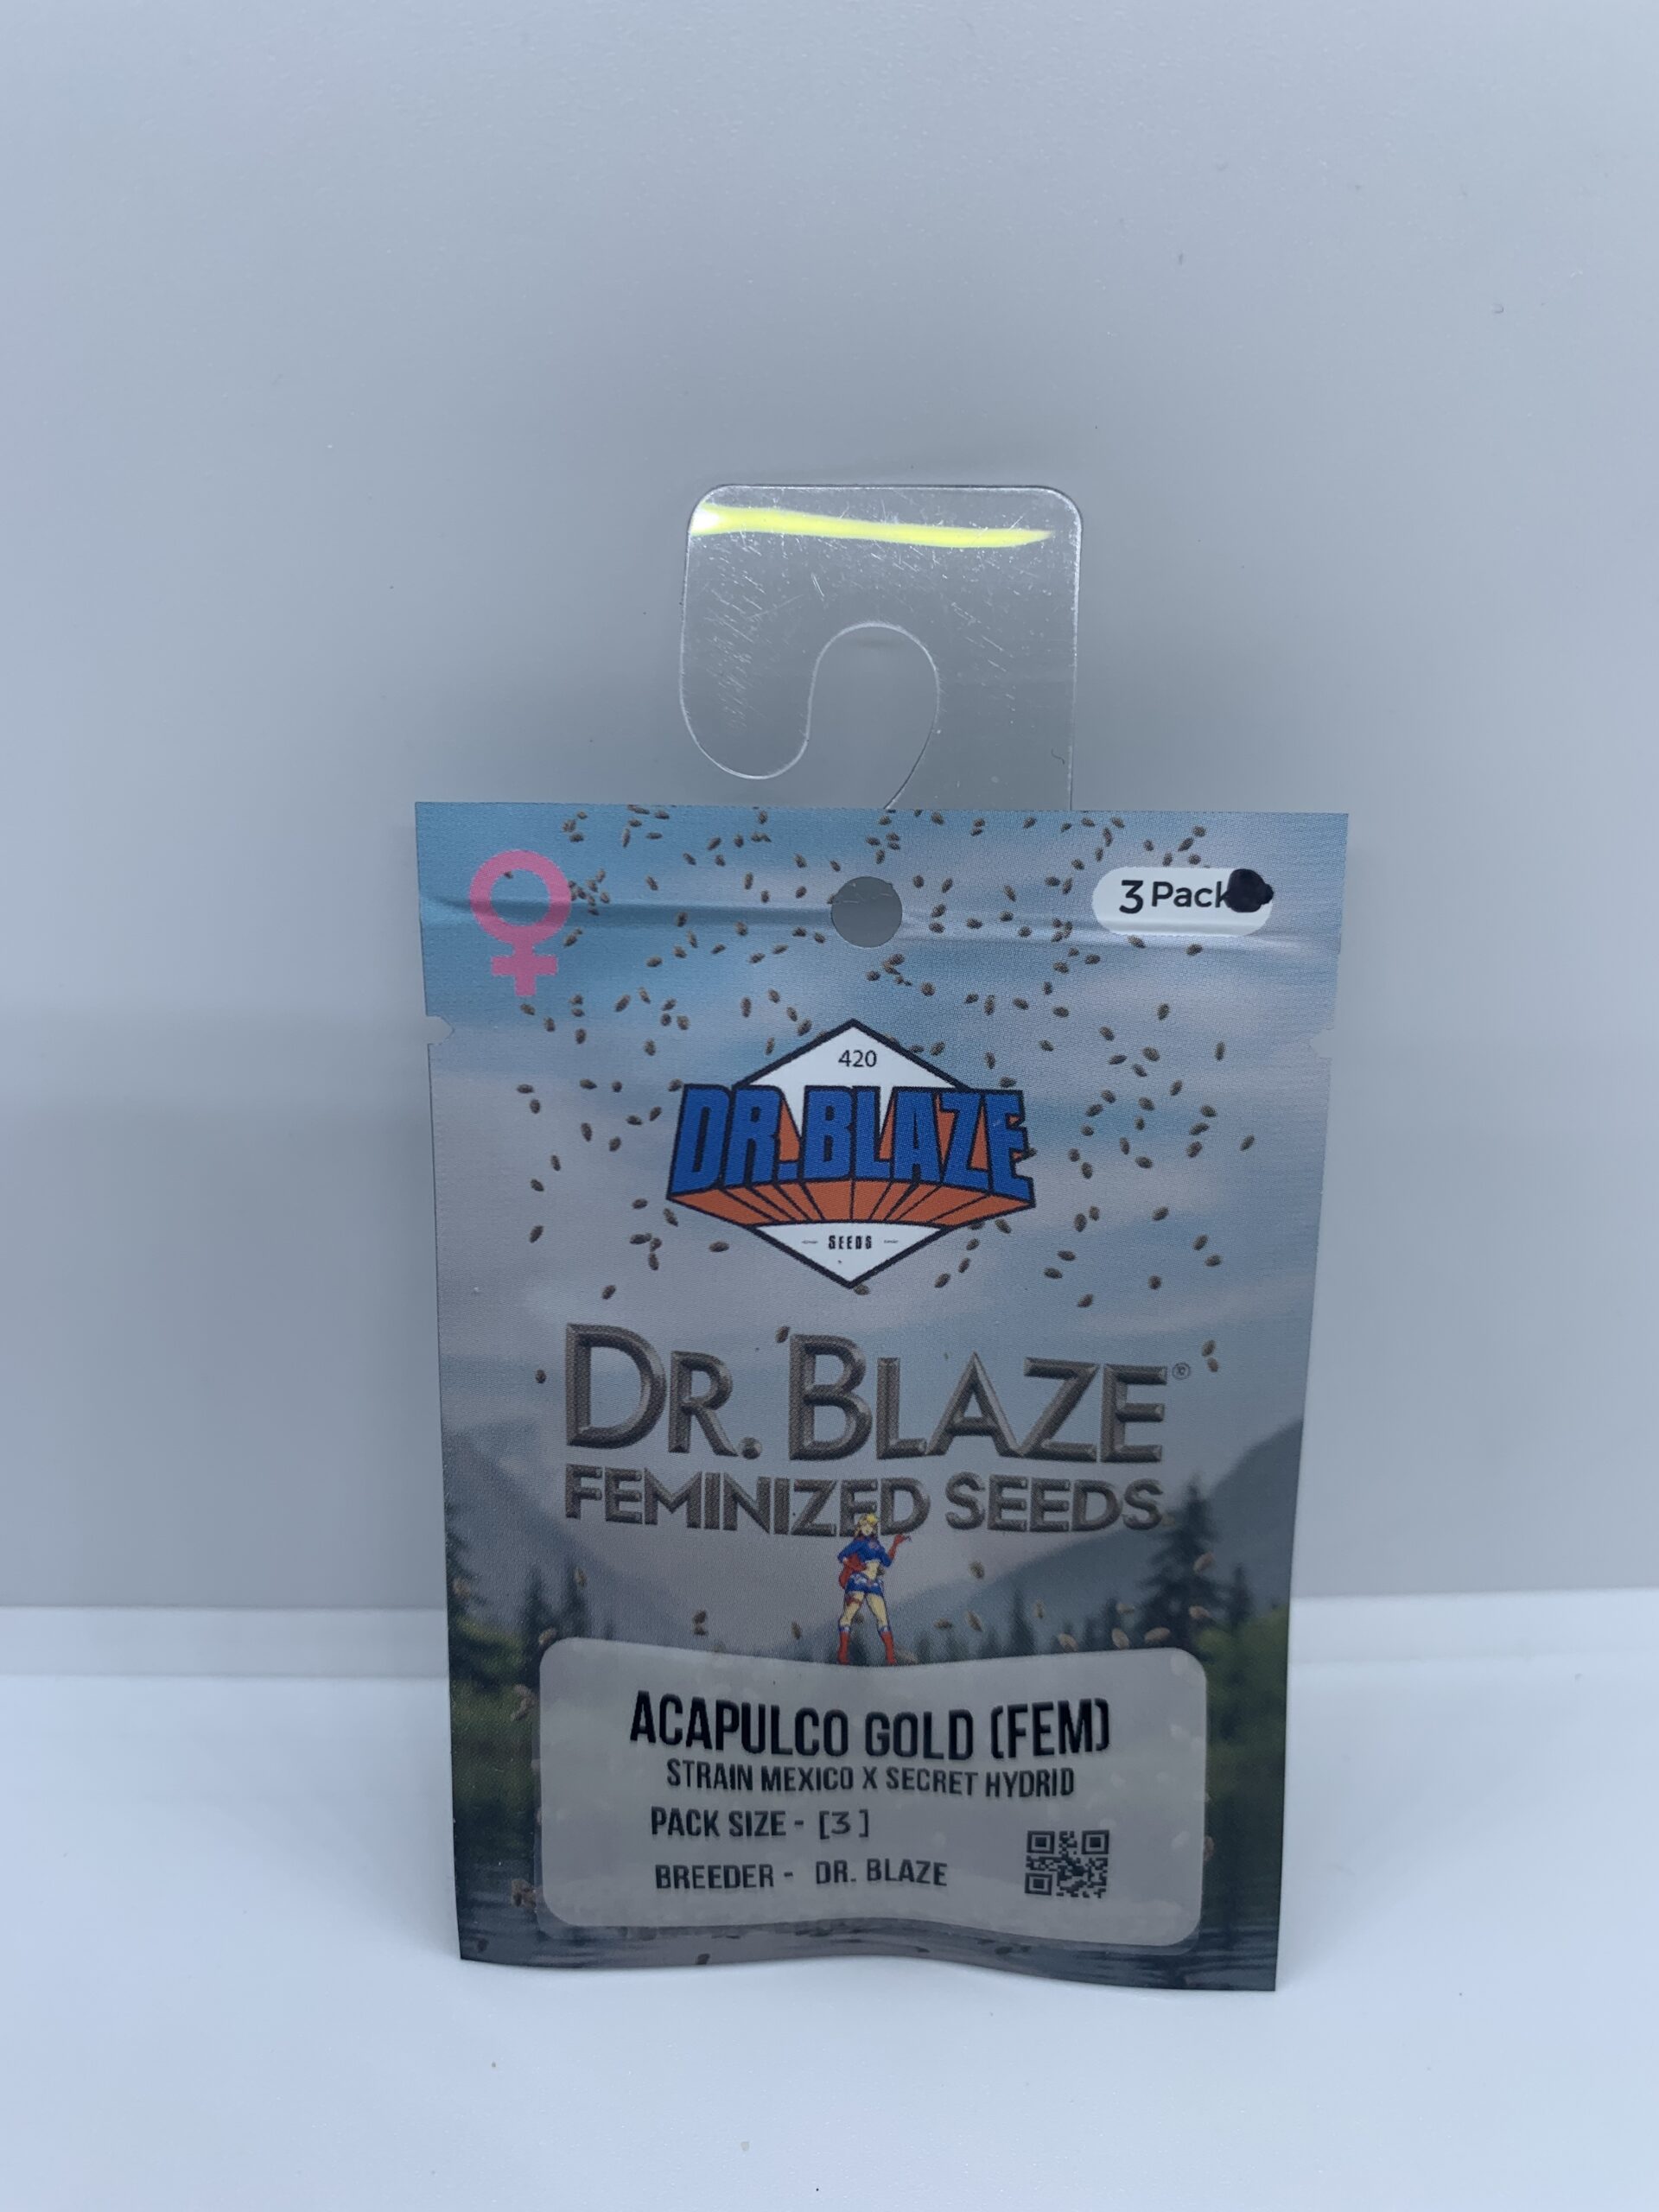 3 Pack
420
DR.BLAZE
SEEDS
DR. BLAZE®
FEMINIZED SEEDS
ACAPULCO GOLD (FEM)
STRAIN MEXICO X SECRET HYDRID
PACK SIZE - [3]
BREEDER - DR. BLAZE